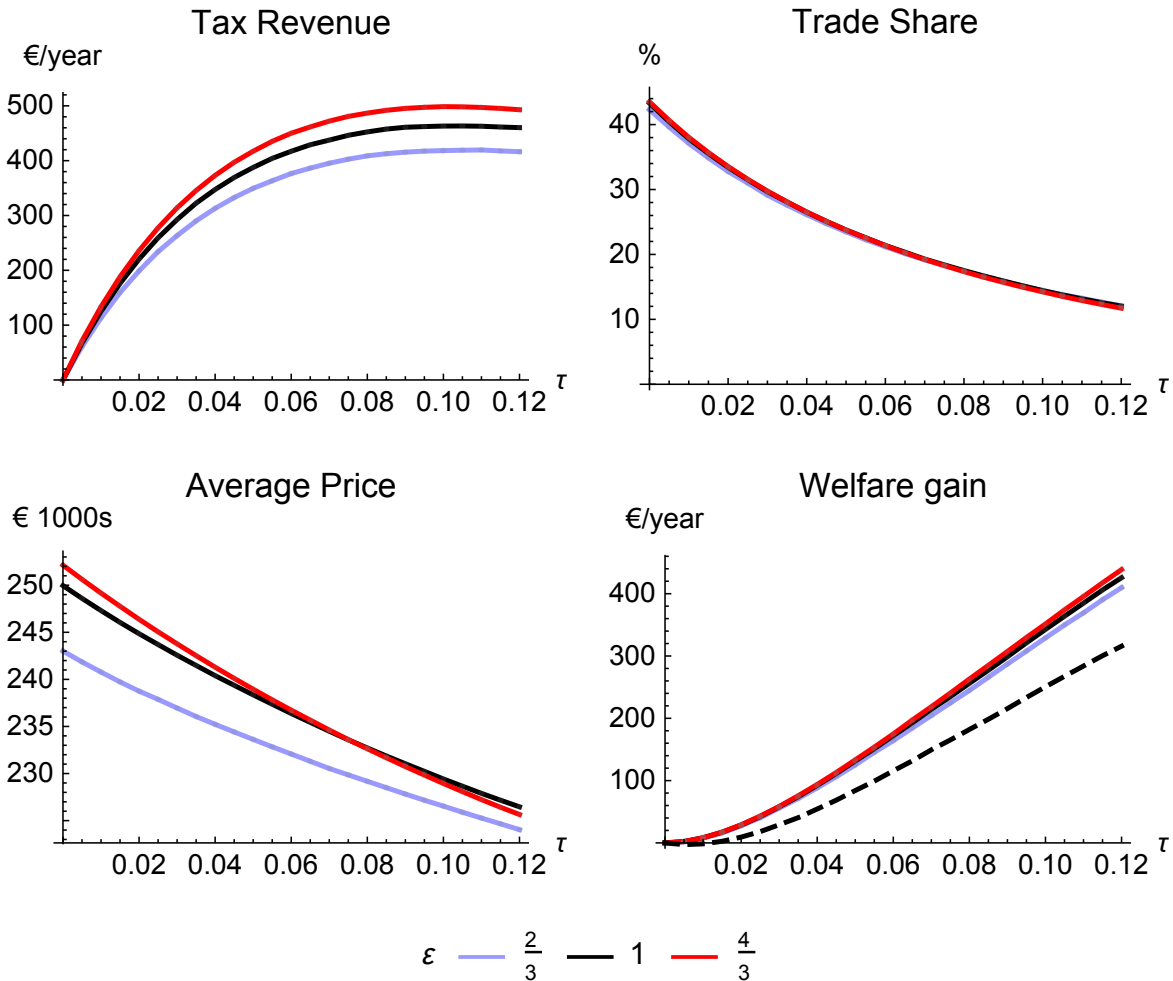 Tax Revenue
€/year
500
400
300
200
100
0.02 0.04 0.06 0.08 0.10 0.12
τ
Trade Share
%
40
30
20
10
0.02 0.04 0.06 0.08 0.10 0.12
τ
Average Price
€ 1000s
250
245
240
235
230
0.02 0.04 0.06 0.08 0.10 0.12
τ
Welfare gain
€/year
400
300
200
100
0.02 0.04 0.06 0.08 0.10 0.12
τ
ε 2/3 1 4/3